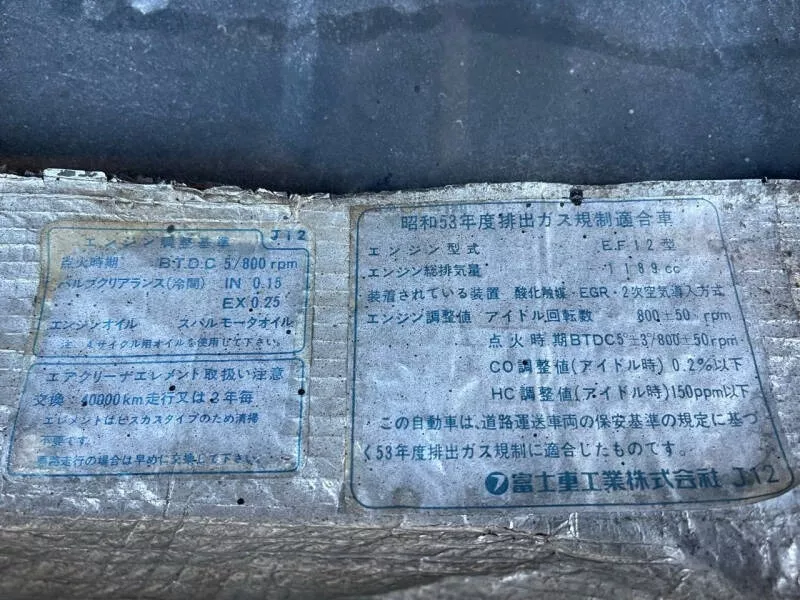 エンジン調整基準 J12
点火時期 B.T.D.C 5/800 rpm
バルブクリアランス(冷間) IN 0.15
EX 0.25
エンジンオイル スバルモータオイル
注.4サイクル用オイルを使用して下さい。
エアクリーナエレメント取扱い注意
交換:40000km走行又は2年毎
エレメントはビスカスタイプのため清掃
不要です。
悪路走行の場合は早めに交換して下さい。
昭和53年度排出ガス規制適合車
エンジン型式 EF12型
エンジン総排気量 1189cc
装着されている装置 酸化触媒・EGR・2次空気導入方式
エンジン調整値 アイドル回転数 800±50 rpm
点火時期BTDC5°±3/800±50rpm
CO調整値(アイドル時) 0.2%以下
HC調整値(アイドル時)150ppm以下
この自動車は、道路運送車両の保安基準の規定に基づ
く53年度排出ガス規制に適合したものです。
フ富士重工業株式会社 J12